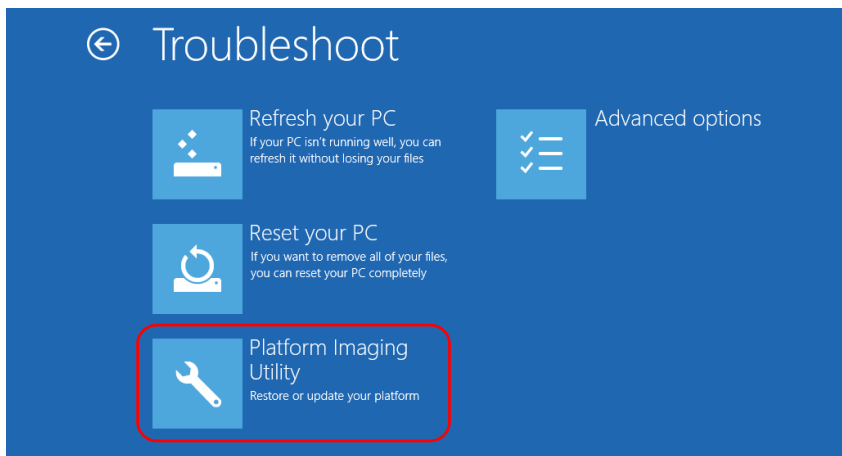 Troubleshoot
Refresh your PC
If your PC isn't running well, you can
refresh it without losing your files
Advanced options
Reset your PC
If you want to remove all of your files,
you can reset your PC completely
Platform Imaging
Utility
Restore or update your platform